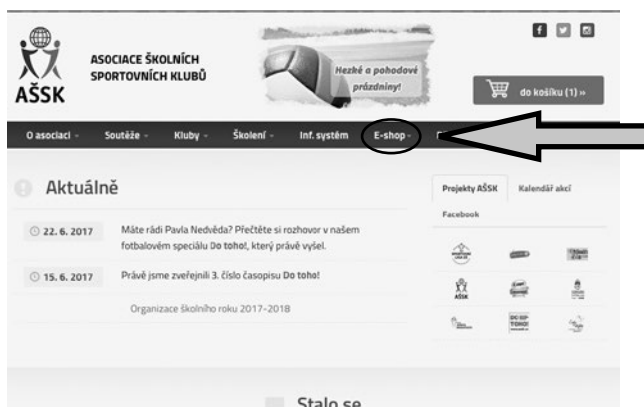 AŠSK
ASOCIACE ŠKOLNÍCH
SPORTOVNÍCH KLUBŮ
Hezké a pohodové
prázdniny!
do košíku (1) »
O asociaci
Soutěže
Kluby
Školení
Inf. systém
E-shop
Aktuálně
22. 6. 2017
Máte rádi Pavla Nedvěda? Přečtěte si rozhovor v našem
fotbalovém speciálu Do toho!, který právě vyšel.
15. 6. 2017
Právě jsme zveřejnili 3. číslo časopisu Do toho!
Organizace školního roku 2017-2018
Projekty AŠSK
Kalendář akcí
Facebook
AŠSK
Stalo se